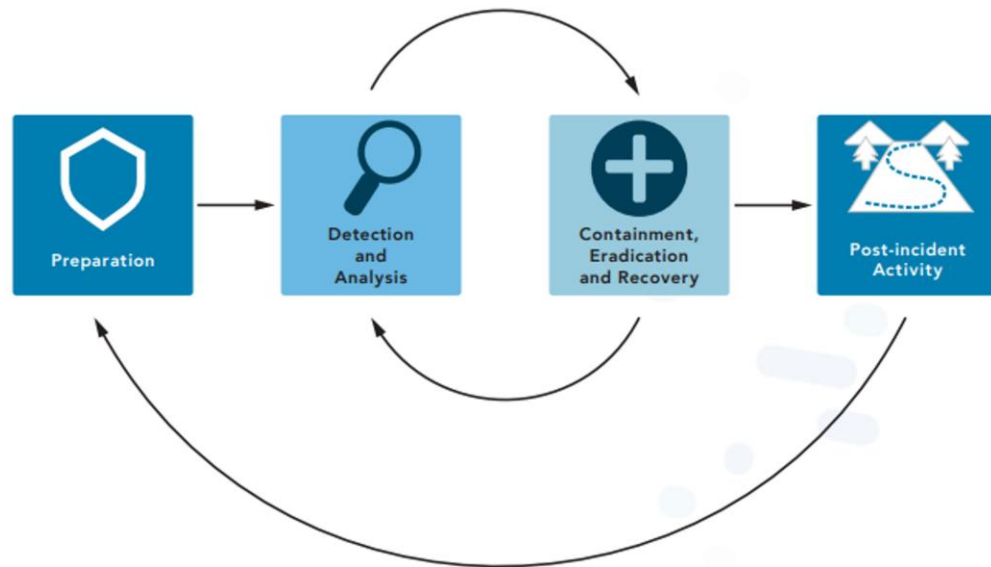 Preparation
Detection
and
Analysis
Containment,
Eradication
and Recovery
Post-incident
Activity